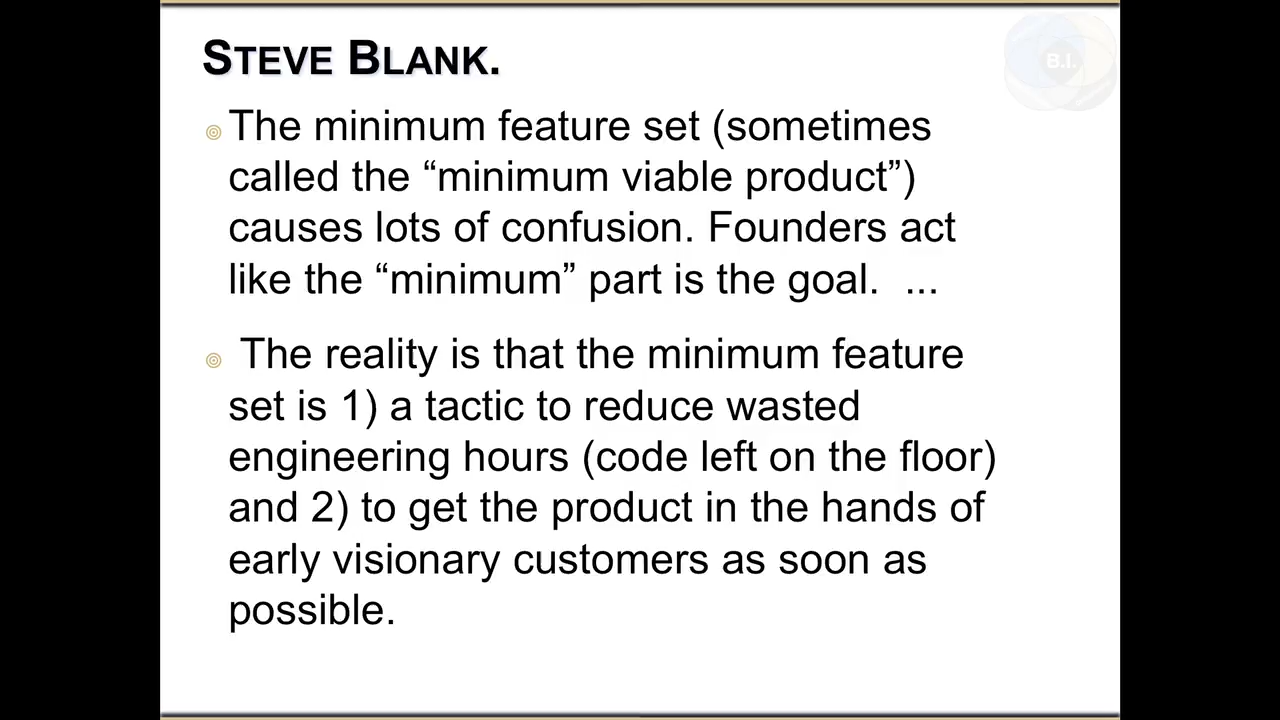 STEVE BLANK.
B.I.
The minimum feature set (sometimes
called the “minimum viable product”)
causes lots of confusion. Founders act
like the “minimum” part is the goal.  ...
The reality is that the minimum feature
set is 1) a tactic to reduce wasted
engineering hours (code left on the floor)
and 2) to get the product in the hands of
early visionary customers as soon as
possible.